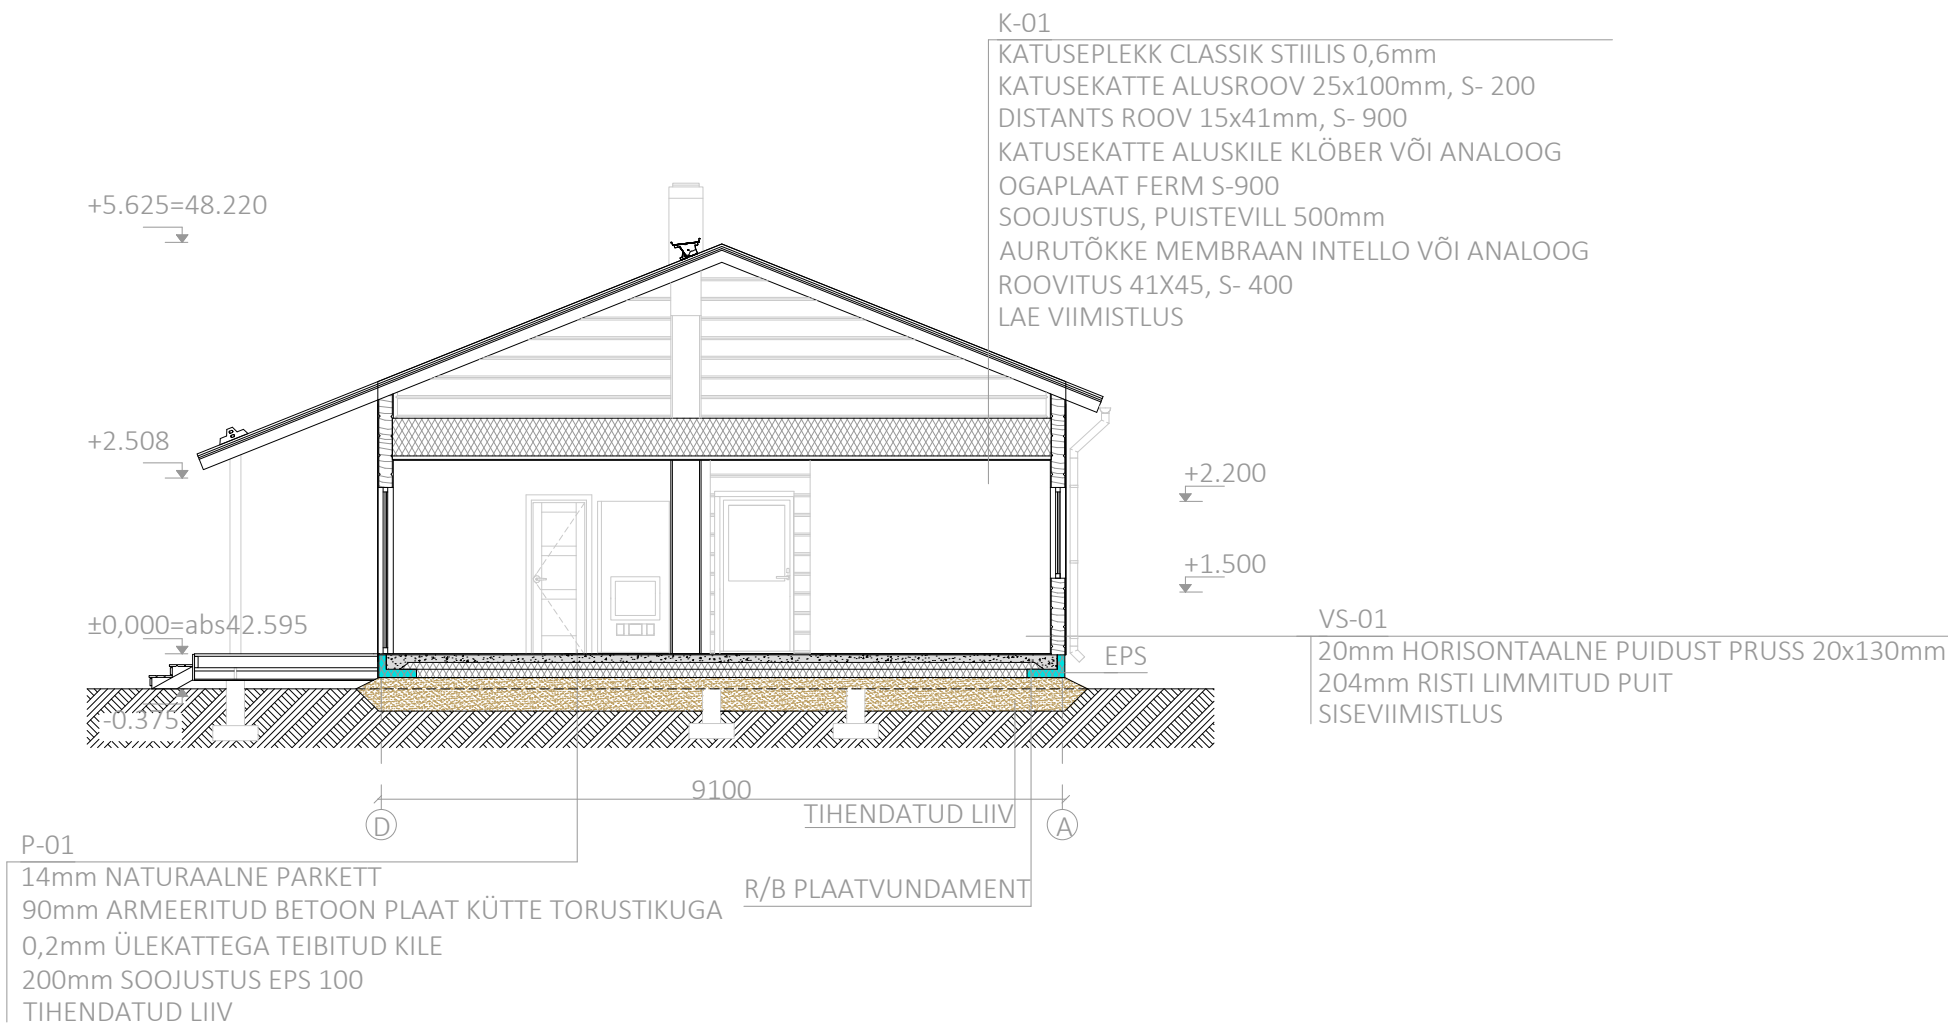 K-01
KATUSEPLEKK CLASSIK STIILIS 0,6mm
KATUSEKATTE ALUSROOV 25x100mm, S- 200
DISTANTS ROOV 15x41mm, S- 900
KATUSEKATTE ALUSKILE KLÖBER VÕI ANALOOG
OGAPLAAT FERM S-900
SOOJUSTUS, PUISTEVILL 500mm
AURUTÕKKE MEMBRAAN INTELLO VÕI ANALOOG
ROOVITUS 41X45, S- 400
LAE VIIMISTLUS
+5.625=48.220
+2.508
+2.200
+1.500
±0,000=abs42.595
-0.375
EPS
VS-01
20mm HORISONTAALNE PUIDUST PRUSS 20x130mm
204mm RISTI LIMMITUD PUIT
SISEVIIMISTLUS
9100
D
A
TIHENDATUD LIIV
R/B PLAATVUNDAMENT
P-01
14mm NATURAALNE PARKETT
90mm ARMEERITUD BETOON PLAAT KÜTTE TORUSTIKUGA
0,2mm ÜLEKATTEGA TEIBITUD KILE
200mm SOOJUSTUS EPS 100
TIHENDATUD LIIV